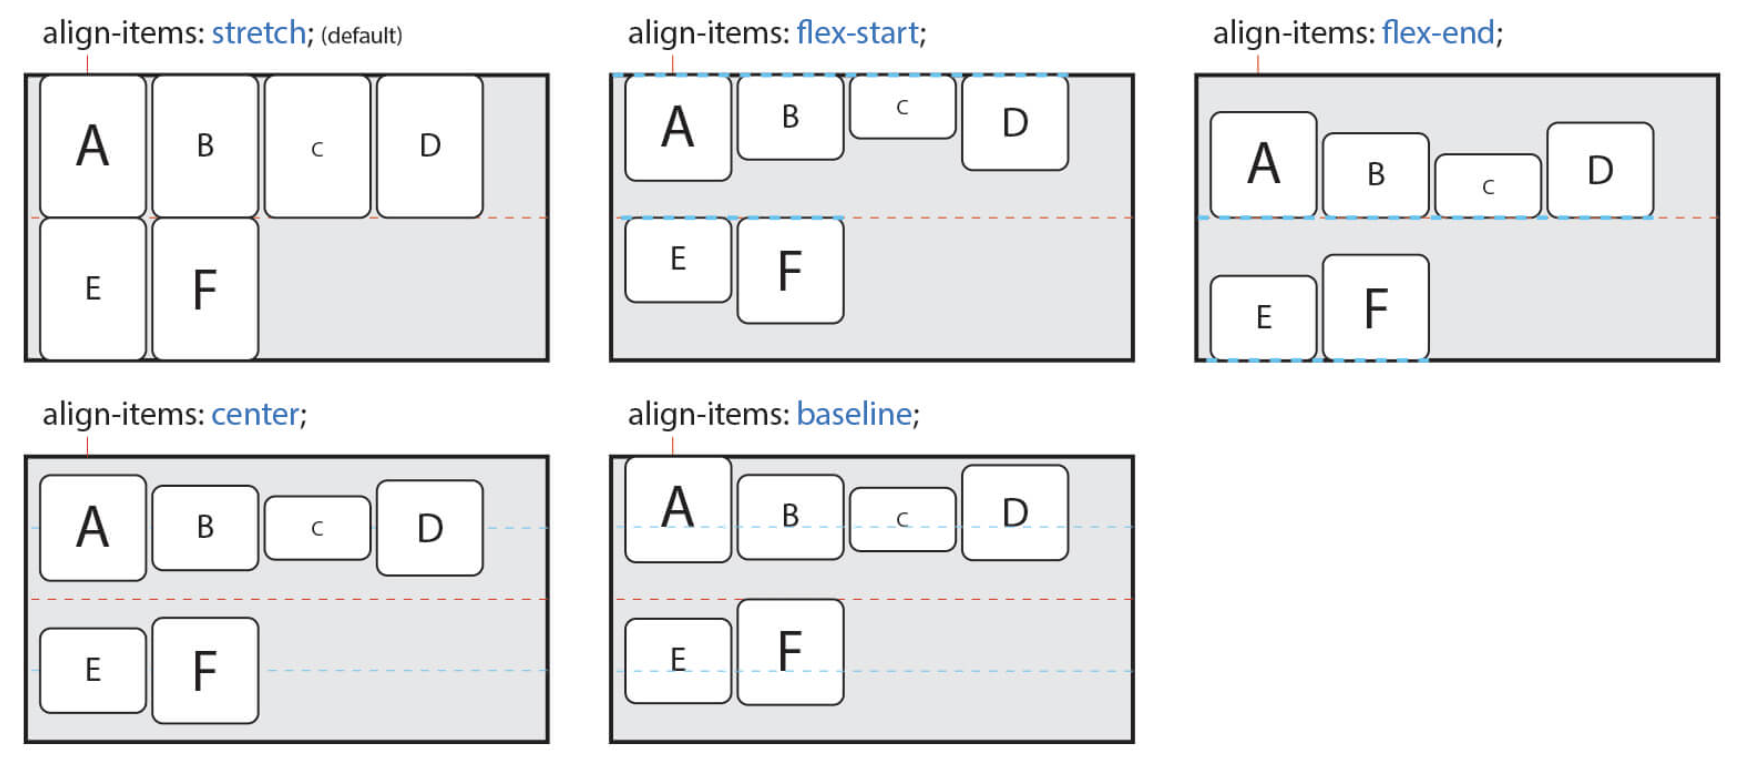 align-items: stretch; (default)
A B C D
E F
align-items: flex-start;
A B C D
E F
align-items: flex-end;
A B C D
E F
align-items: center;
A B C D
E F
align-items: baseline;
A B C D
E F